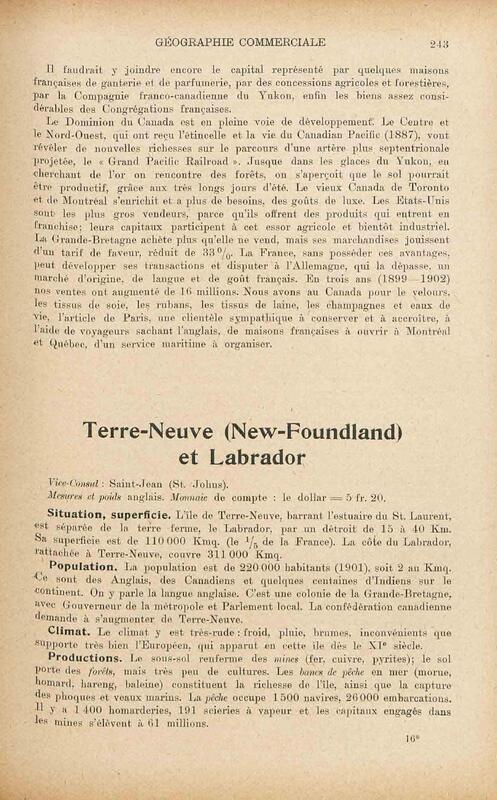 GÉOGRAPHIE COMMERCIALE 243
Il faudrait y joindre encore le capital représenté par quelques maisons
françaises de ganterie et de parfumerie, par des concessions agricoles et forestières,
par la Compagnie franco-canadienne du Yukon, enfin les biens assez consi-
dérables des Congrégations françaises.
Le Dominion du Canada est en pleine voie de développement. Le Centre et
le Nord-Ouest, qui ont reçu l'étincelle et la vie du Canadian Pacific (1887), vont
révéler de nouvelles richesses sur le parcours d'une artère plus septentrionale
projetée, le « Grand Pacific Railroad ». Jusque dans les glaces du Yukon, en
cherchant de l'or on rencontre des forêts, on s'aperçoit que le sol pourrait
être productif, grâce aux très longs jours d'été. Le vieux Canada de Toronto
et de Montréal s'enrichit et a plus de besoins, des goûts de luxe. Les Etats-Unis
sont les plus gros vendeurs, parce qu'ils offrent des produits qui entrent en
franchise; leurs capitaux participent à cet essor agricole et bientôt industriel.
La Grande-Bretagne achète plus qu'elle ne vend, mais ses marchandises jouissent
d'un tarif de faveur, réduit de 33%. La France, sans posséder ces avantages,
peut développer ses transactions et disputer à l'Allemagne, qui la dépasse, un
marché d'origine, de langue et de goût français. En trois ans (1899—1902)
nos ventes ont augmenté de 16 millions. Nous avons au Canada pour le velours,
les tissus de soie, les rubans, les tissus de laine, les champagnes et eaux de
vie, l'article de Paris, une clientèle sympathique à conserver et à accroître, à
l'aide de voyageurs sachant l'anglais, de maisons françaises à ouvrir à Montréal
et Québec, d'un service maritime à organiser.
Terre-Neuve (New-Foundland)
et Labrador
Vice-Consul: Saint-Jean (St. Johns).
Mesures et poids anglais. Monnaie de compte : le dollar = 5 fr. 20.
Situation, superficie. L'île de Terre-Neuve, barrant l'estuaire du St. Laurent,
est séparée de la terre ferme, le Labrador, par un détroit de 15 à 40 Km.
Sa superficie est de 110 000 Kmq. (le 1/5 de la France). La côte du Labrador,
rattachée à Terre-Neuve, couvre 311 000 Kmq.
Population. La population est de 220 000 habitants (1901), soit 2 au Kmq.
Ce sont des Anglais, des Canadiens et quelques centaines d'Indiens sur le
continent. On y parle la langue anglaise. C'est une colonie de la Grande-Bretagne,
avec Gouverneur de la métropole et Parlement local. La confédération canadienne
demande à s'augmenter de Terre-Neuve.
Climat. Le climat y est très-rude: froid, pluie, brumes, inconvénients que
supporte très bien l'Européen, qui apparut en cette île dès le XIe siècle.
Productions. Le sous-sol renferme des mines (fer, cuivre, pyrites); le sol
porte des forêts, mais très peu de cultures. Les bancs de pêche en mer (morue,
homard, hareng, baleine) constituent la richesse de l'île, ainsi que la capture
des phoques et veaux marins. La pêche occupe 1 500 navires, 26 000 embarcations.
Il y a 1 400 homarderies, 191 scieries à vapeur et les capitaux engagés dans
les mines s'élèvent à 61 millions.
16*